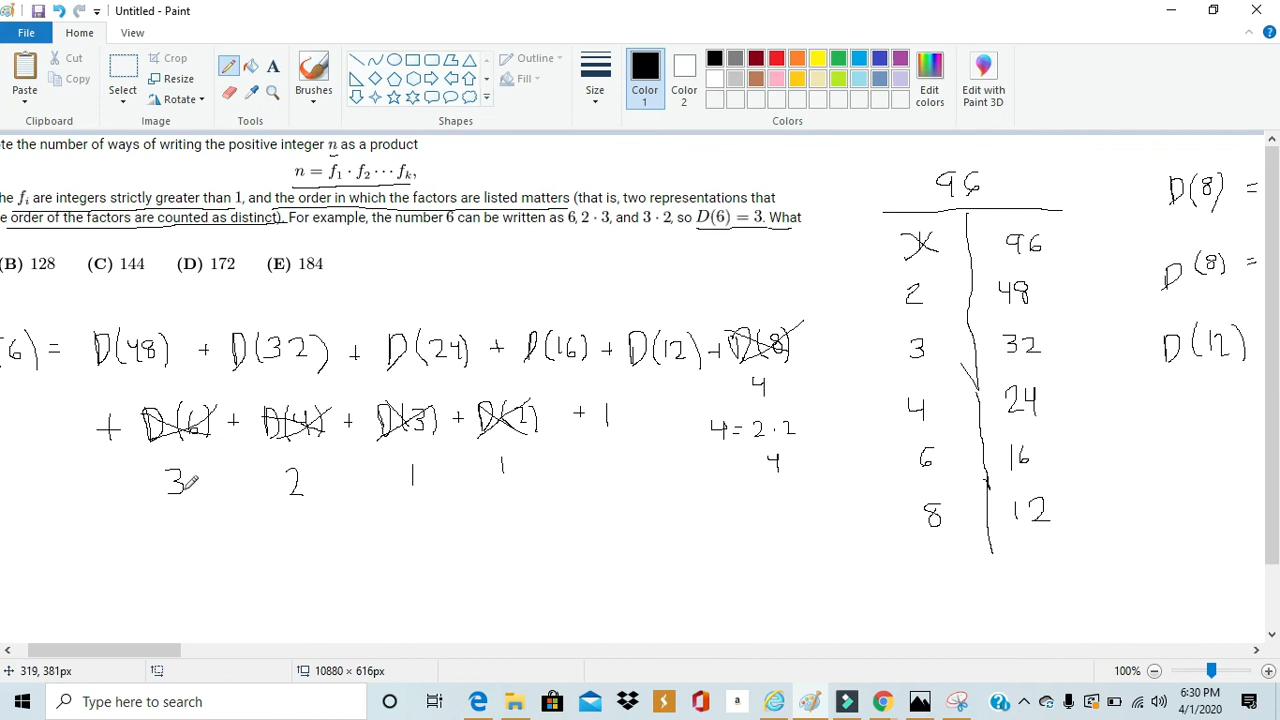 Untitled - Paint
File Home View
Paste Cut Copy Select Crop Resize Rotate Brushes Outline Fill Size Color 1 Color 2 Edit colors Edit with Paint 3D
Clipboard Image Tools Shapes Colors
te the number of ways of writing the positive integer n as a product
n = f₁ · f₂ ··· fₖ,
he fᵢ are integers strictly greater than 1, and the order in which the factors are listed matters (that is, two representations that
e order of the factors are counted as distinct). For example, the number 6 can be written as 6, 2 · 3, and 3 · 2, so D(6) = 3. What
(B) 128 (C) 144 (D) 172 (E) 184
6) = D(48) + D(32) + D(24) + D(16) + D(12) + D(8)
4
+ D(6) + D(4) + D(3) + D(2) + 1
4 = 2 · 2
4
3 2 1 1
96
1 96
2 48
3 32
4 24
6 16
8 12
D(8) =
D(8) =
D(12)
319, 381px 10880 × 616px 100%
Type here to search
a
6:30 PM
4/1/2020